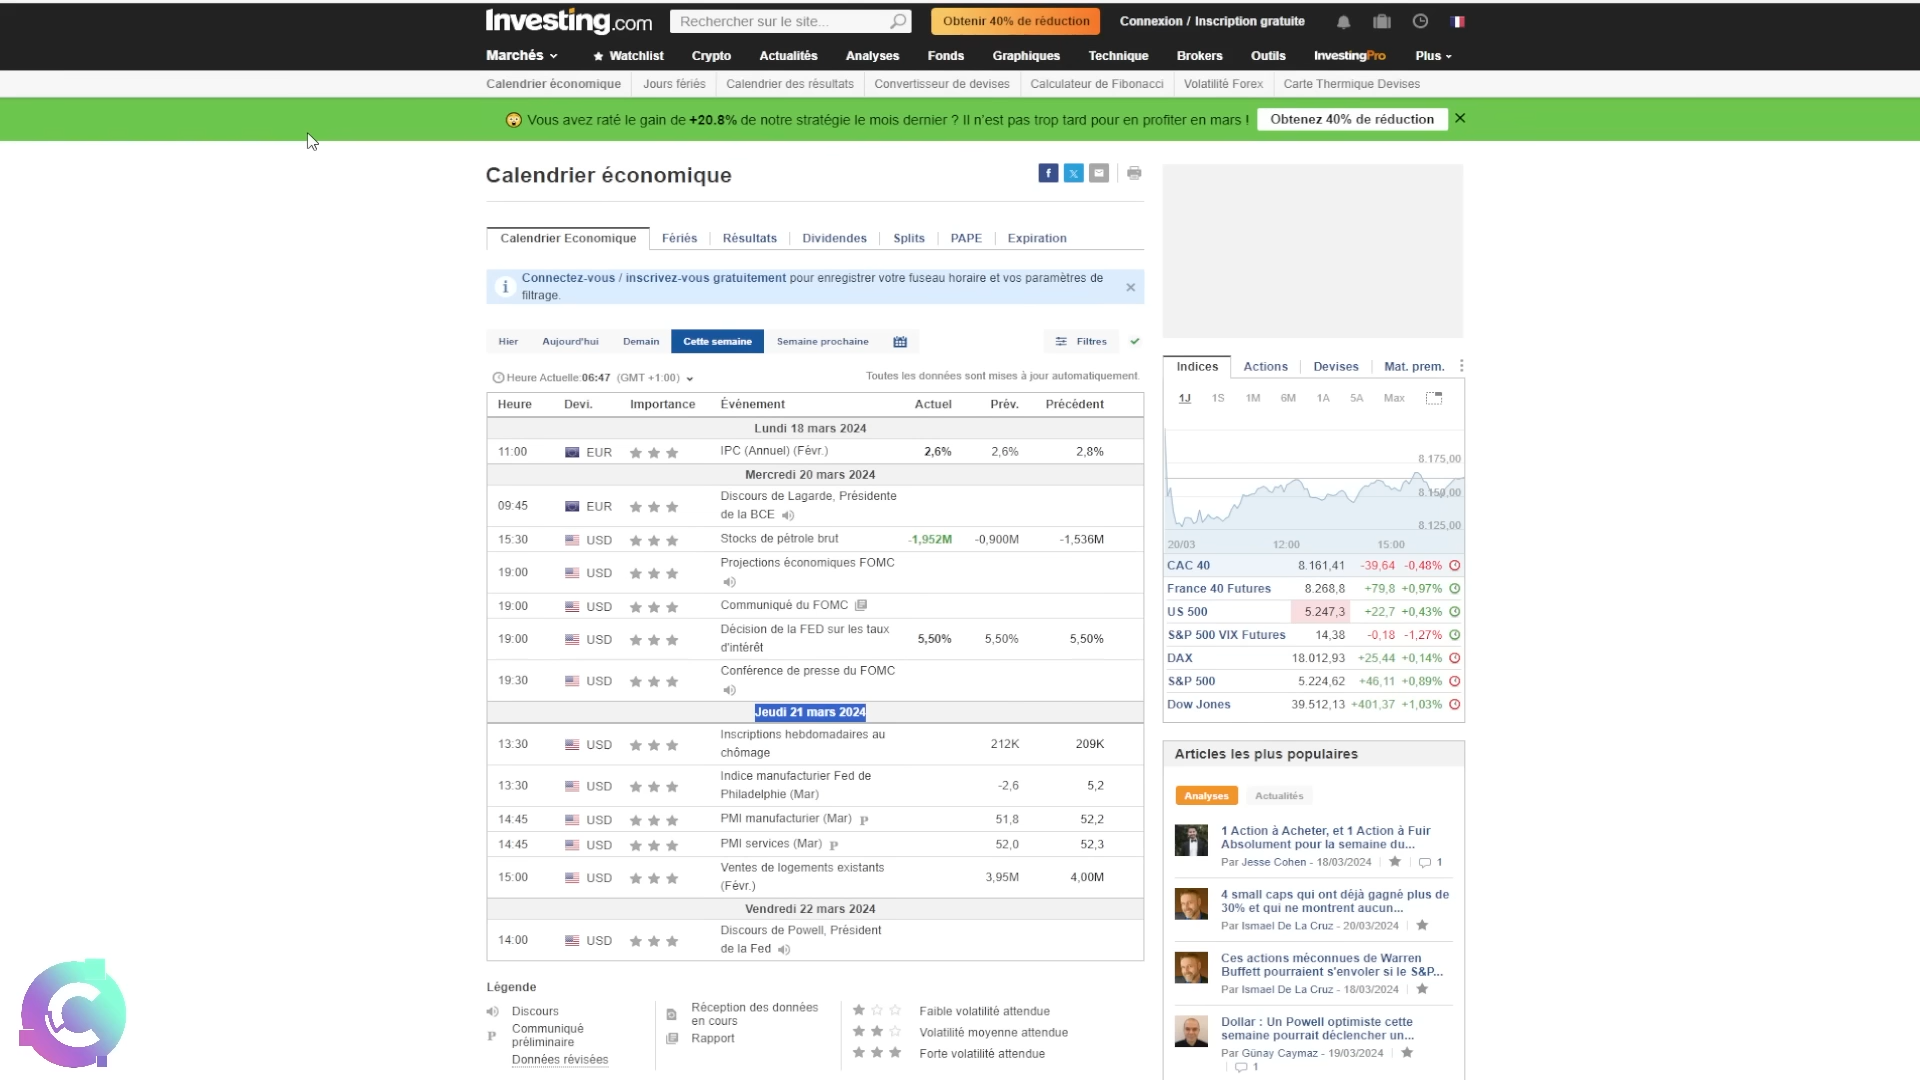 Investing.com
Rechercher sur le site...
Obtenir 40% de réduction
Connexion / Inscription gratuite
Marchés
Watchlist
Crypto
Actualités
Analyses
Fonds
Graphiques
Technique
Brokers
Outils
InvestingPro
Plus
Calendrier économique
Jours fériés
Calendrier des résultats
Convertisseur de devises
Calculateur de Fibonacci
Volatilité Forex
Carte Thermique Devises
Vous avez raté le gain de +20.8% de notre stratégie le mois dernier ? Il n'est pas trop tard pour en profiter en mars !
Obtenez 40% de réduction
Calendrier économique
Calendrier Economique
Fériés
Résultats
Dividendes
Splits
PAPE
Expiration
Connectez-vous / inscrivez-vous gratuitement pour enregistrer votre fuseau horaire et vos paramètres de
filtrage.
Hier
Aujourd'hui
Demain
Cette semaine
Semaine prochaine
Filtres
Heure Actuelle:06:47 (GMT +1:00)
Toutes les données sont mises à jour automatiquement.
Heure Devi. Importance Évènement Actuel Prév. Précédent
Lundi 18 mars 2024
11:00 EUR IPC (Annuel) (Févr.) 2,6% 2,6% 2,8%
Mercredi 20 mars 2024
09:45 EUR Discours de Lagarde, Présidente
de la BCE
15:30 USD Stocks de pétrole brut -1,952M -0,900M -1,536M
19:00 USD Projections économiques FOMC
19:00 USD Communiqué du FOMC
19:00 USD Décision de la FED sur les taux
d'intérêt 5,50% 5,50% 5,50%
19:30 USD Conférence de presse du FOMC
Jeudi 21 mars 2024
13:30 USD Inscriptions hebdomadaires au
chômage 212K 209K
13:30 USD Indice manufacturier Fed de
Philadelphie (Mar) -2,6 5,2
14:45 USD PMI manufacturier (Mar) P 51,8 52,2
14:45 USD PMI services (Mar) P 52,0 52,3
15:00 USD Ventes de logements existants
(Févr.) 3,95M 4,00M
Vendredi 22 mars 2024
14:00 USD Discours de Powell, Président
de la Fed
Légende
Discours
P Communiqué
préliminaire
Données révisées
Réception des données
en cours
Rapport
Faible volatilité attendue
Volatilité moyenne attendue
Forte volatilité attendue
Indices
Actions
Devises
Mat. prem.
1J 1S 1M 6M 1A 5A Max
8.175,00
8.150,00
8.125,00
20/03 12:00 15:00
CAC 40 8.161,41 -39,64 -0,48%
France 40 Futures 8.268,8 +79,8 +0,97%
US 500 5.247,3 +22,7 +0,43%
S&P 500 VIX Futures 14,38 -0,18 -1,27%
DAX 18.012,93 +25,44 +0,14%
S&P 500 5.224,62 +46,11 +0,89%
Dow Jones 39.512,13 +401,37 +1,03%
Articles les plus populaires
Analyses
Actualités
1 Action à Acheter, et 1 Action à Fuir
Absolument pour la semaine du...
Par Jesse Cohen - 18/03/2024 1
4 small caps qui ont déjà gagné plus de
30% et qui ne montrent aucun...
Par Ismael De La Cruz - 20/03/2024
Ces actions méconnues de Warren
Buffett pourraient s'envoler si le S&P...
Par Ismael De La Cruz - 18/03/2024
Dollar : Un Powell optimiste cette
semaine pourrait déclencher un...
Par Günay Caymaz - 19/03/2024
1